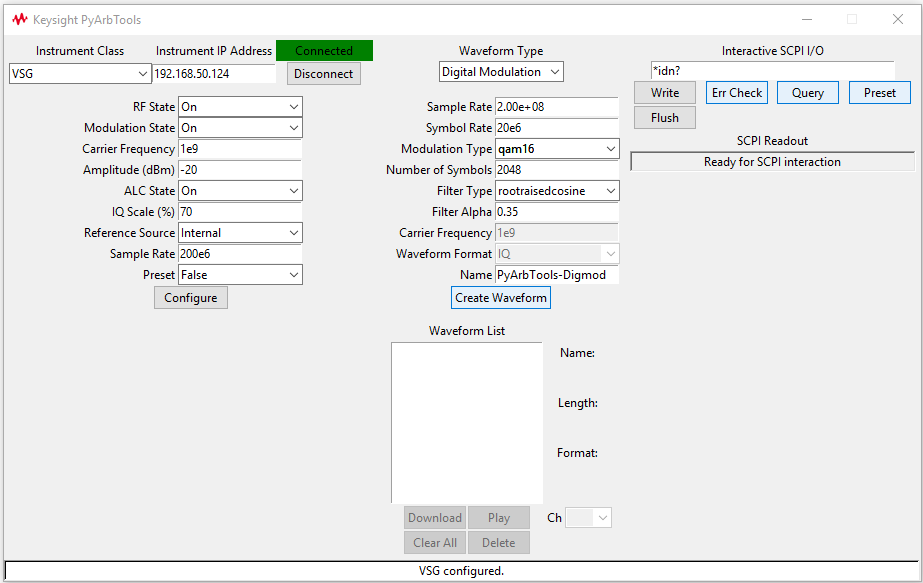 Keysight PyArbTools
Instrument Class
Instrument IP Address
Connected
VSG
192.168.50.124
Disconnect
RF State On
Modulation State On
Carrier Frequency 1e9
Amplitude (dBm) -20
ALC State On
IQ Scale (%) 70
Reference Source Internal
Sample Rate 200e6
Preset False
Configure
Waveform Type
Digital Modulation
Sample Rate 2.00e+08
Symbol Rate 20e6
Modulation Type qam16
Number of Symbols 2048
Filter Type rootraisedcosine
Filter Alpha 0.35
Carrier Frequency 1e9
Waveform Format IQ
Name PyArbTools-Digmod
Create Waveform
Waveform List
Name:
Length:
Format:
Download Play Ch
Clear All Delete
Interactive SCPI I/O
*idn?
Write Err Check Query Preset
Flush
SCPI Readout
Ready for SCPI interaction
VSG configured.